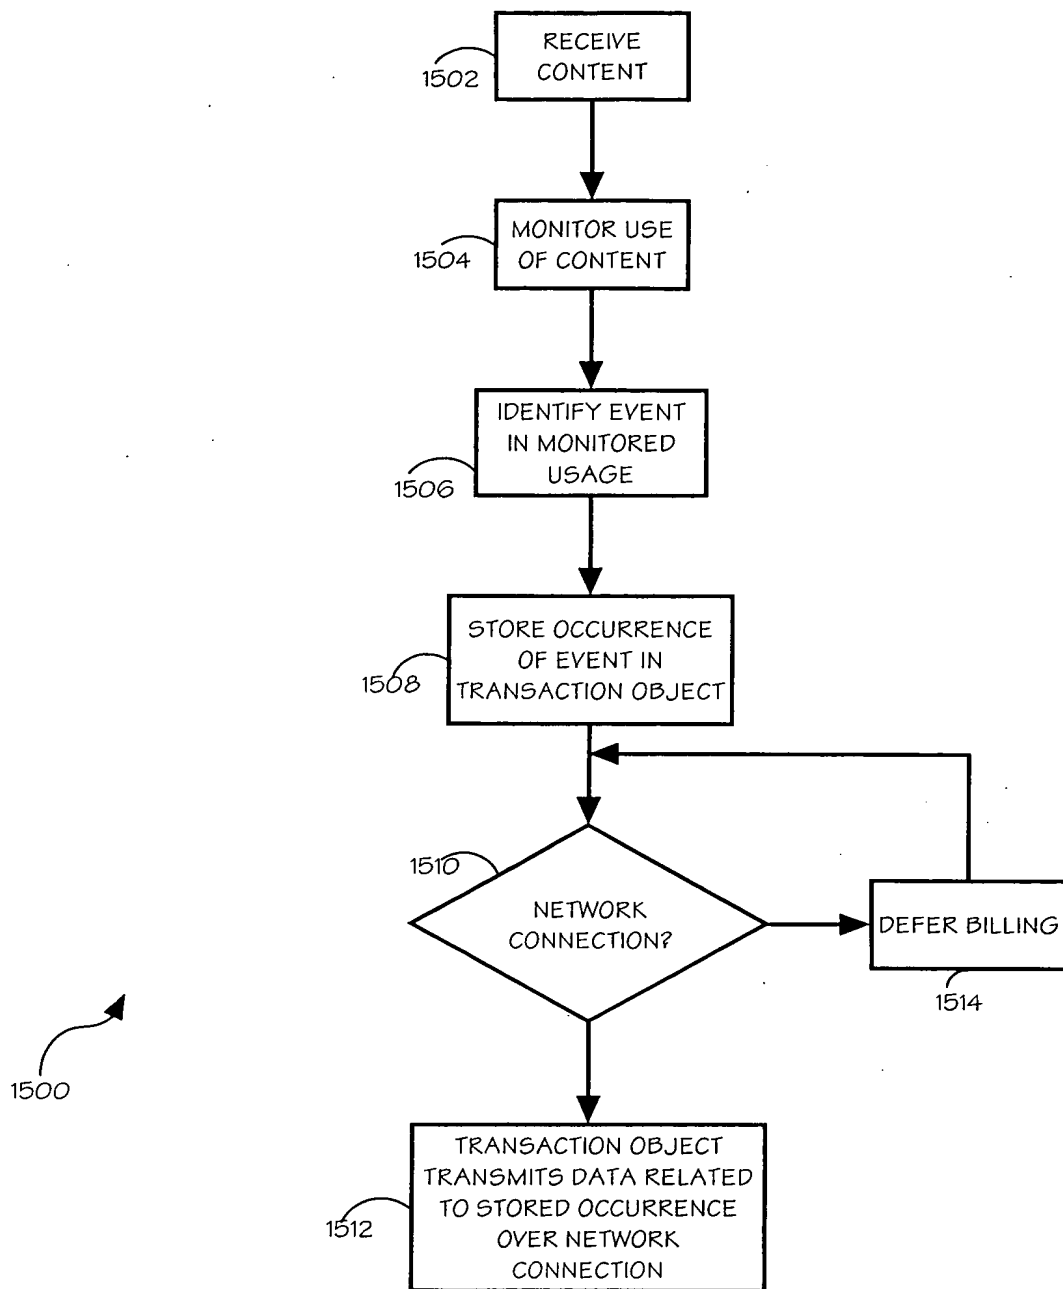 RECEIVE
CONTENT
1502
MONITOR USE
OF CONTENT
1504
IDENTIFY EVENT
IN MONITORED
USAGE
1506
STORE OCCURRENCE
OF EVENT IN
TRANSACTION OBJECT
1508
1510
NETWORK
CONNECTION?
DEFER BILLING
1514
1500
TRANSACTION OBJECT
TRANSMITS DATA RELATED
TO STORED OCCURRENCE
OVER NETWORK
CONNECTION
1512